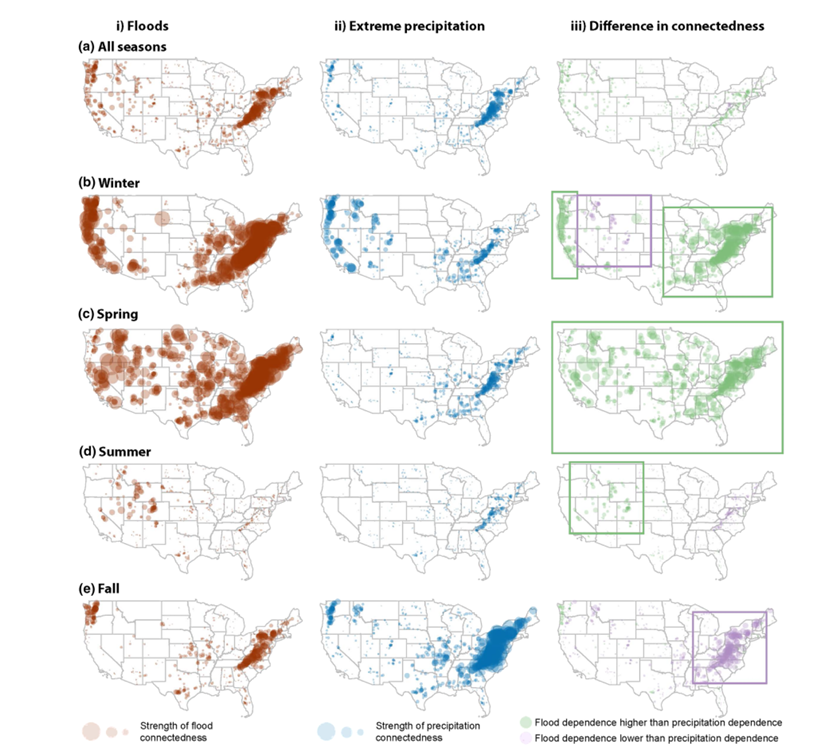 i) Floods
ii) Extreme precipitation
iii) Difference in connectedness
(a) All seasons
(b) Winter
(c) Spring
(d) Summer
(e) Fall
Strength of flood
connectedness
Strength of precipitation
connectedness
Flood dependence higher than precipitation dependence
Flood dependence lower than precipitation dependence